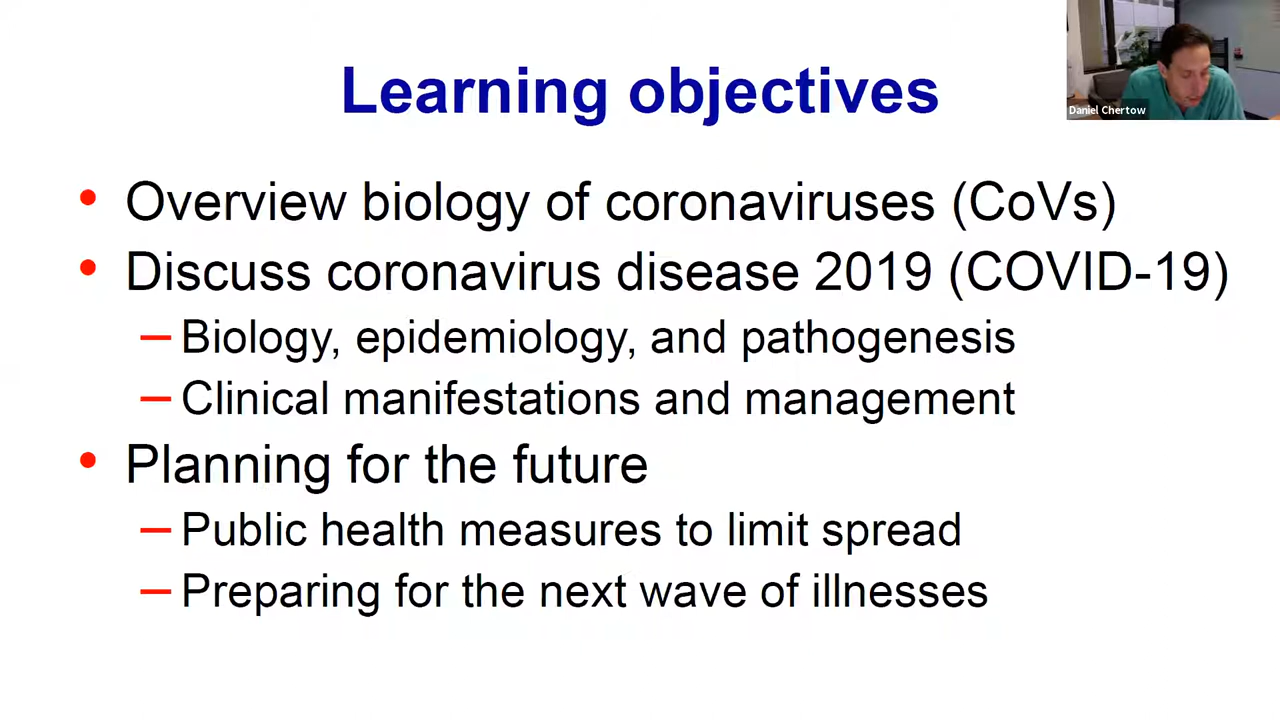 Learning objectives
Daniel Chertow
• Overview biology of coronaviruses (CoVs)
• Discuss coronavirus disease 2019 (COVID-19)
– Biology, epidemiology, and pathogenesis
– Clinical manifestations and management
• Planning for the future
– Public health measures to limit spread
– Preparing for the next wave of illnesses